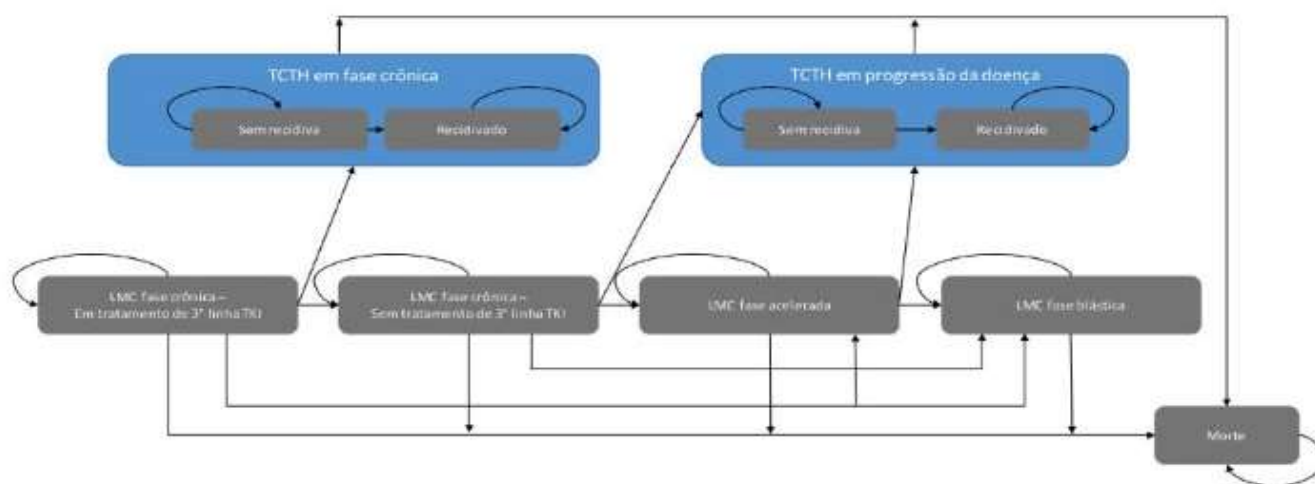 TCTH em fase crônica
Sem recidiva
Recidivado
TCTH em progressão da doença
Sem recidiva
Recidivado
LMC fase crônica –
Em tratamento de 3ª linha TKI
LMC fase crônica –
Sem tratamento de 3ª linha TKI
LMC fase acelerada
LMC fase blástica
Morte